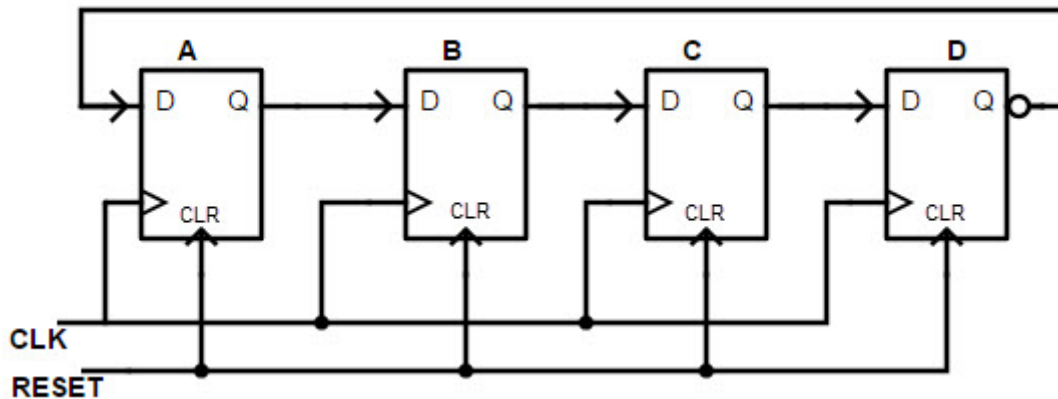 A B C D
D Q D Q D Q D Q
CLR CLR CLR CLR
CLK
RESET